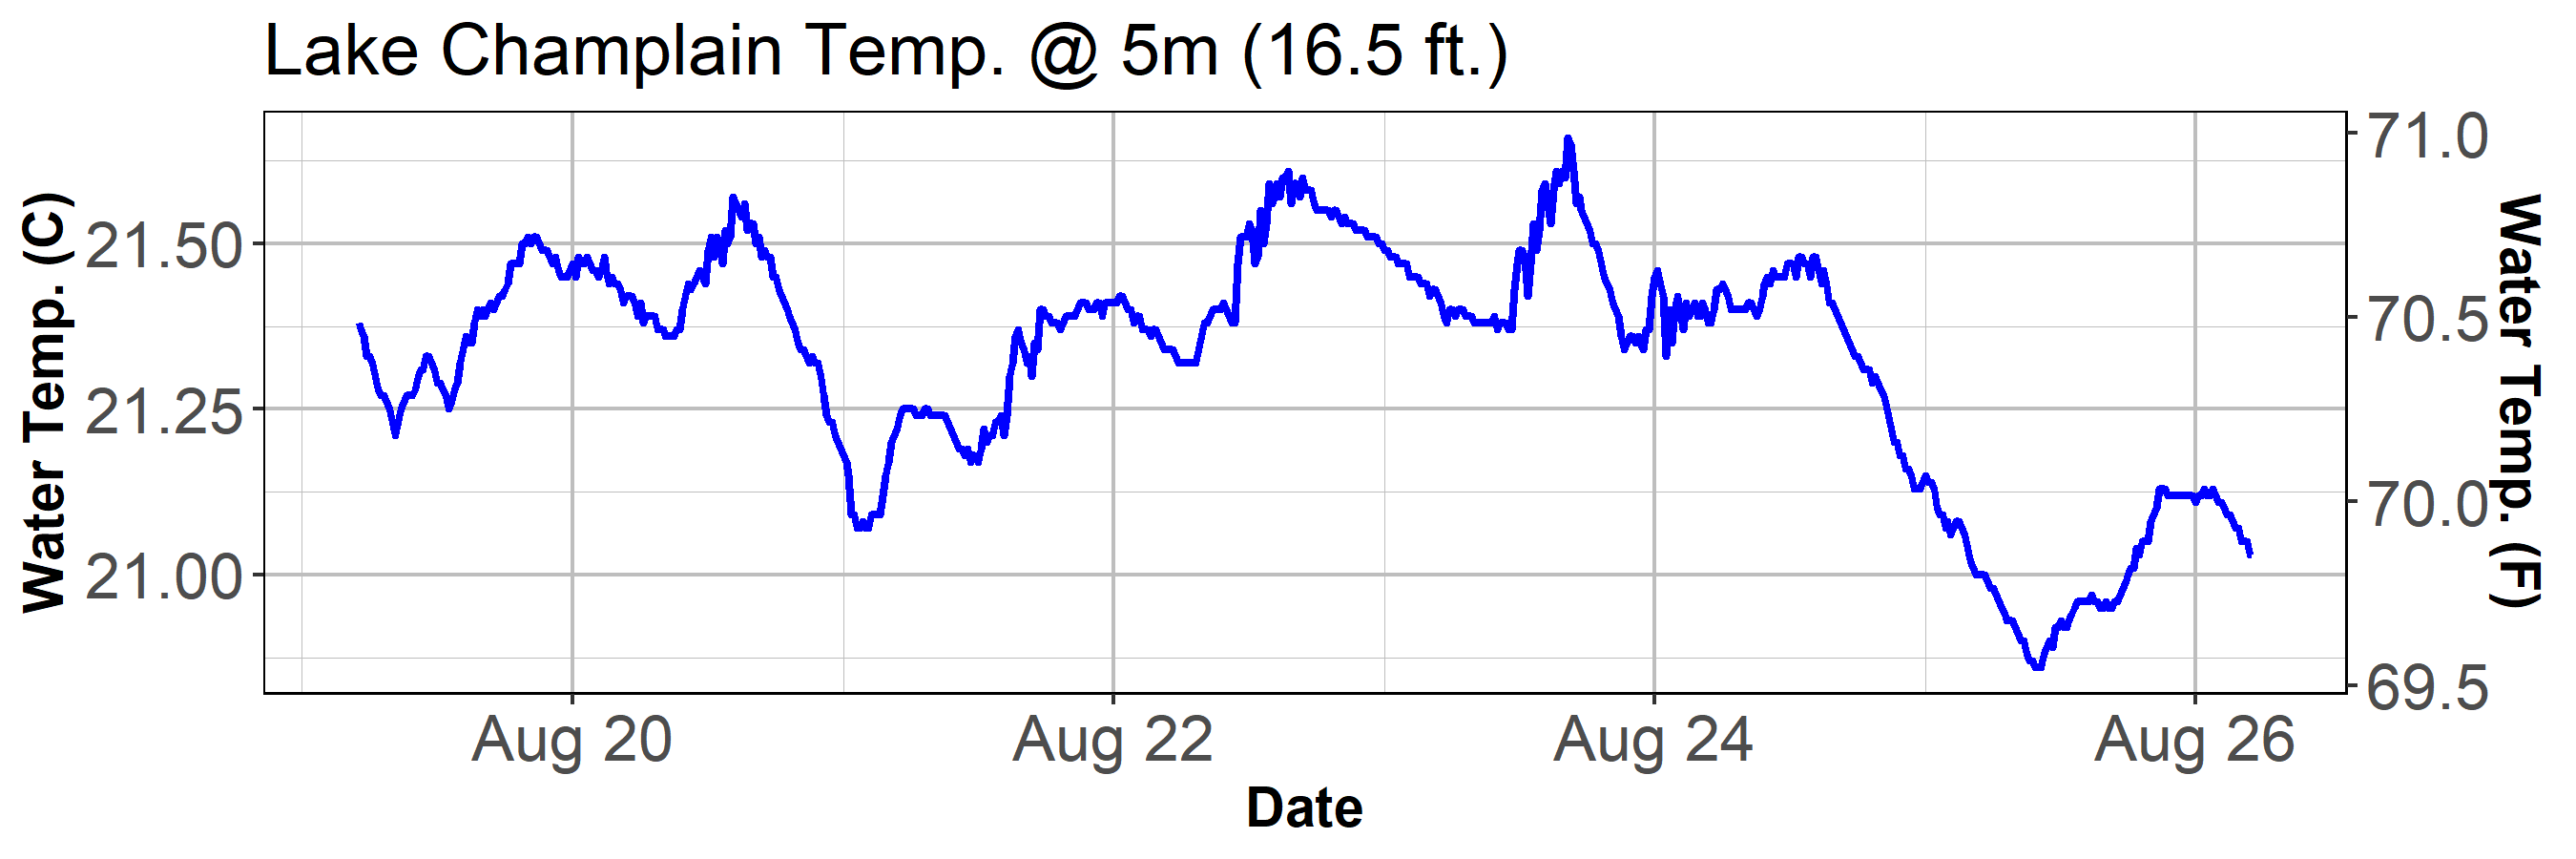 Lake Champlain Temp. @ 5m (16.5 ft.)
Water Temp. (C)
21.50
21.25
21.00
71.0
70.5
70.0
69.5
Water Temp. (F)
Aug 20 Aug 22 Aug 24 Aug 26
Date